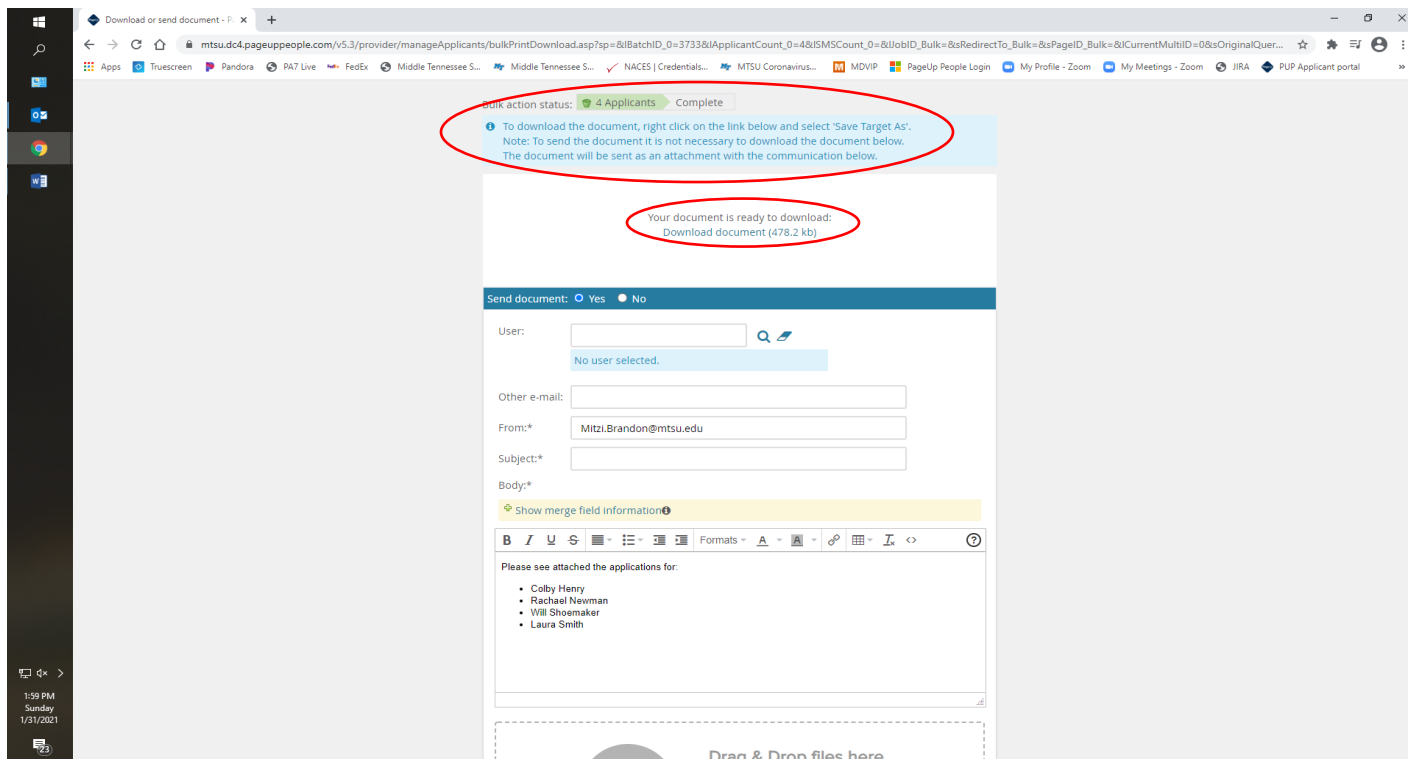 Download or send document - P
mtsu.dc4.pageuppeople.com/v5.3/provider/manageApplicants/bulkPrintDownload.asp?sp=&lBatchID_0=3733&lApplicantCount_0=4&lSMSCount_0=&lJobID_Bulk=&sRedirectTo_Bulk=&sPageID_Bulk=&lCurrentMultiID=0&sOriginalQuer...
Apps Truescreen Pandora PA7 Live FedEx Middle Tennessee S... Middle Tennessee S... NACES | Credentials... MTSU Coronavirus... MDVIP PageUp People Login My Profile - Zoom My Meetings - Zoom JIRA PUP Applicant portal »
Bulk action status: 4 Applicants Complete
To download the document, right click on the link below and select 'Save Target As'.
Note: To send the document it is not necessary to download the document below.
The document will be sent as an attachment with the communication below.
Your document is ready to download:
Download document (478.2 kb)
Send document: Yes No
User:
No user selected.
Other e-mail:
From:* Mitzi.Brandon@mtsu.edu
Subject:*
Body:*
Show merge field information
B I U S Formats A A Tx <> ?
Please see attached the applications for:
• Colby Henry
• Rachael Newman
• Will Shoemaker
• Laura Smith
Drag & Drop files here
1:59 PM
Sunday
1/31/2021
23